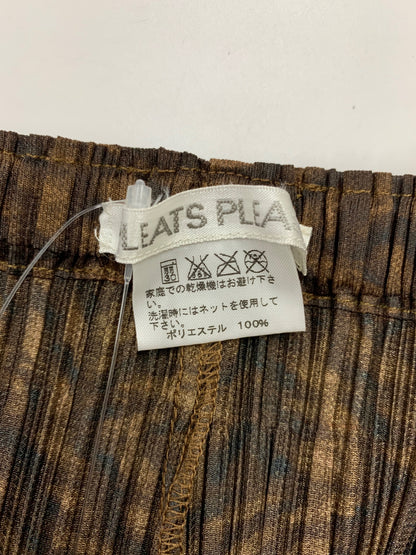 LEATS PLEA
家庭での乾燥機はお避け下さ
い。
洗濯時にはネットを使用して
下さい。
ポリエステル 100%